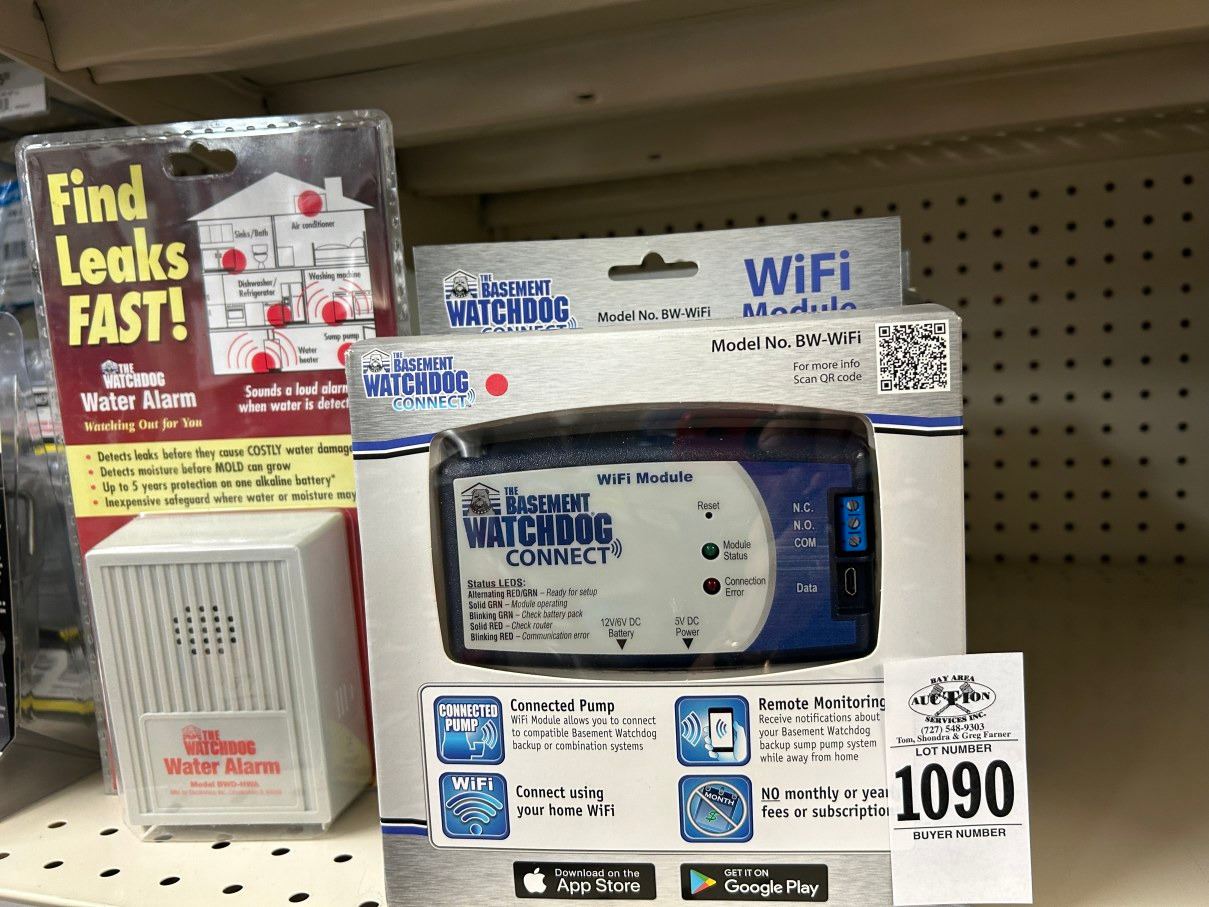 Find
Leaks
FAST!
Sinks/Bath
Air conditioner
Dishwasher/
Refrigerator
Washing machine
Sump pump
Water
heater
THE
WATCHDOG
Water Alarm
Watching Out for You
Sounds a loud alarm
when water is detect
• Detects leaks before they cause COSTLY water damage
• Detects moisture before MOLD can grow
• Up to 5 years protection on one alkaline battery*
• Inexpensive safeguard where water or moisture may
THE
WATCHDOG
Water Alarm
Model BWD-HWA
THE
BASEMENT
WATCHDOG
CONNECT
Model No. BW-WiFi
WiFi
Module
THE
BASEMENT
WATCHDOG
CONNECT
Model No. BW-WiFi
For more info
Scan QR code
WiFi Module
THE
BASEMENT
WATCHDOG
CONNECT
Reset
Module
Status
Connection
Error
N.C.
N.O.
COM
Data
Status LEDS:
Alternating RED/GRN – Ready for setup
Solid GRN – Module operating
Blinking GRN – Check battery pack
Solid RED – Check router
Blinking RED – Communication error
12V/6V DC
Battery
5V DC
Power
CONNECTED
PUMP
Connected Pump
WiFi Module allows you to connect
to compatible Basement Watchdog
backup or combination systems
Remote Monitoring
Receive notifications about
your Basement Watchdog
backup sump pump system
while away from home
WiFi
Connect using
your home WiFi
MONTH
$
NO monthly or year
fees or subscription
Download on the
App Store
GET IT ON
Google Play
BAY AREA
AUCTION
SERVICES INC.
(727) 548-9303
Tom, Shondra & Greg Farner
LOT NUMBER
1090
BUYER NUMBER